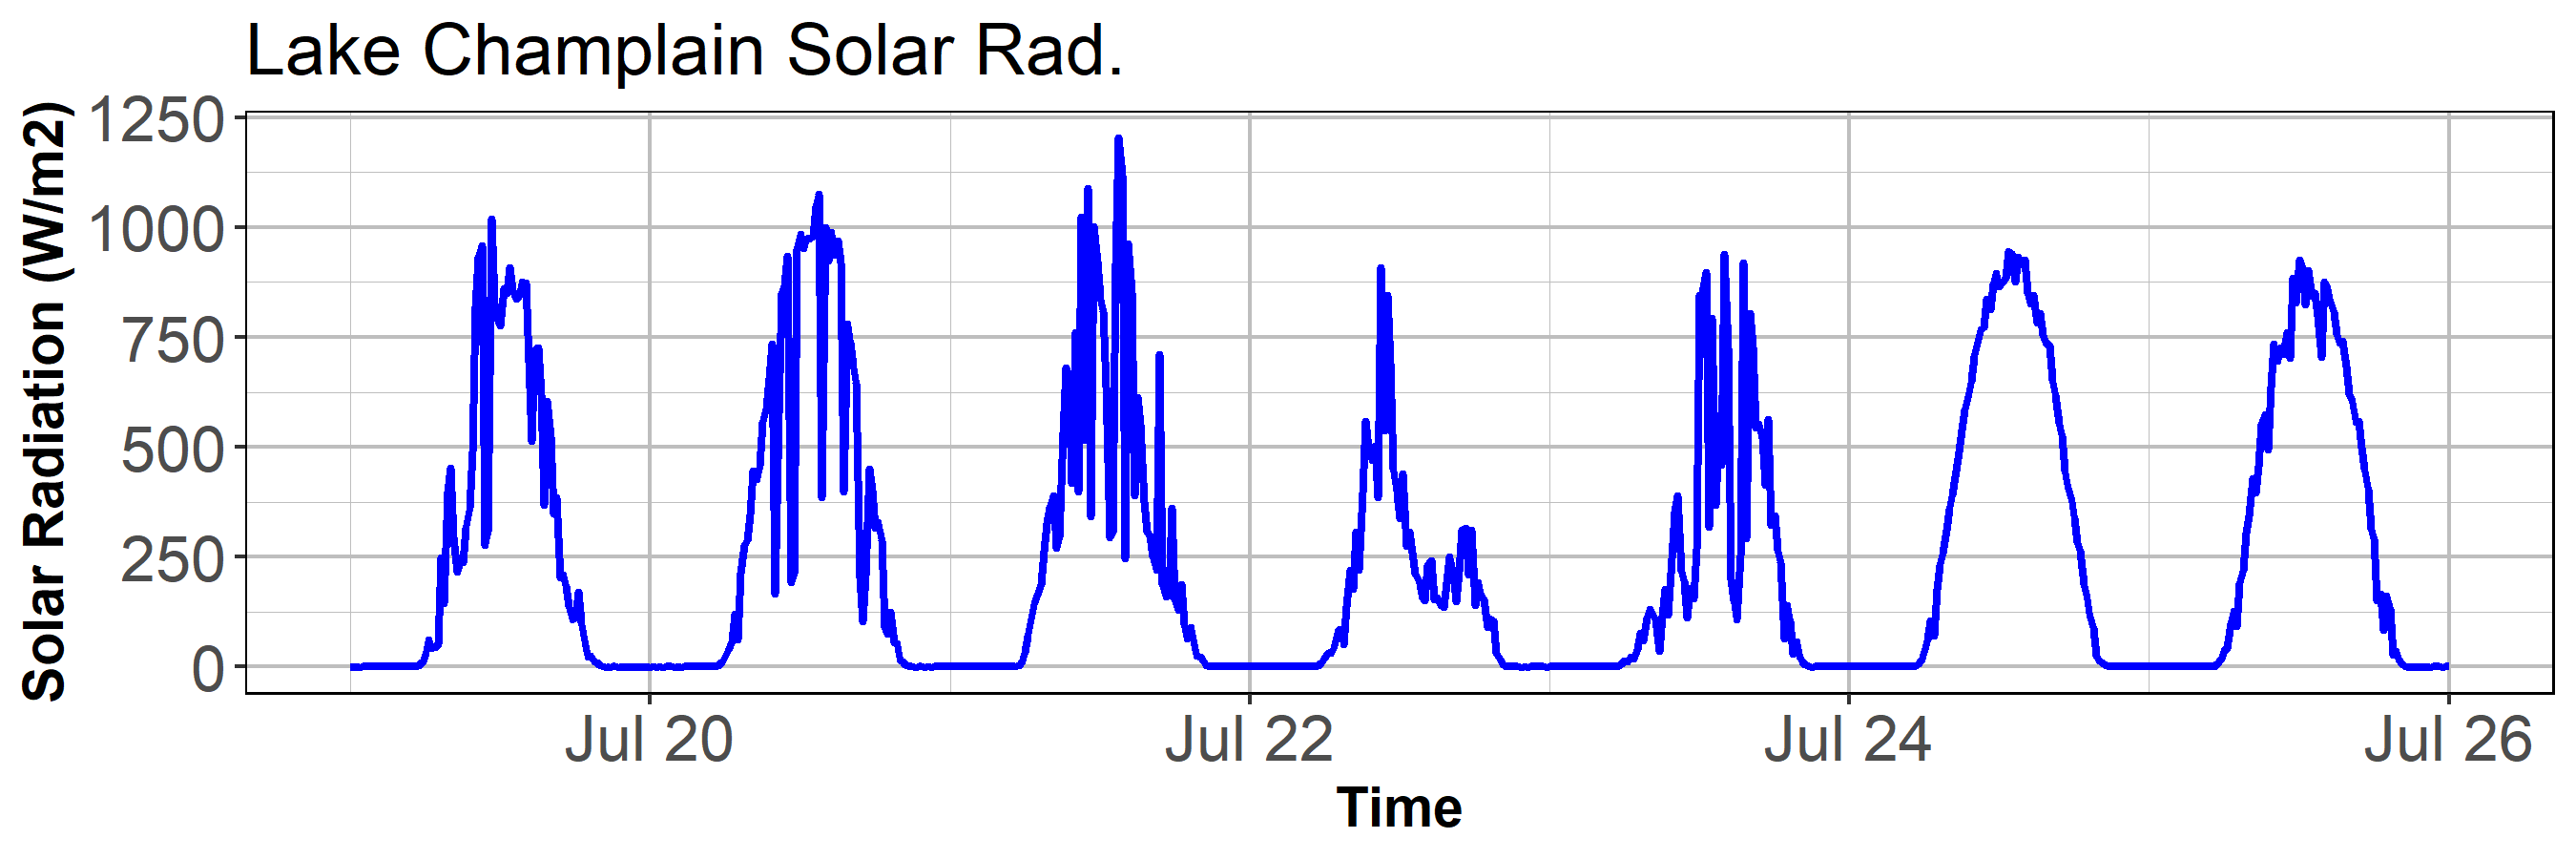 Lake Champlain Solar Rad.
Solar Radiation (W/m2)
1250
1000
750
500
250
0
Jul 20
Jul 22
Jul 24
Jul 26
Time